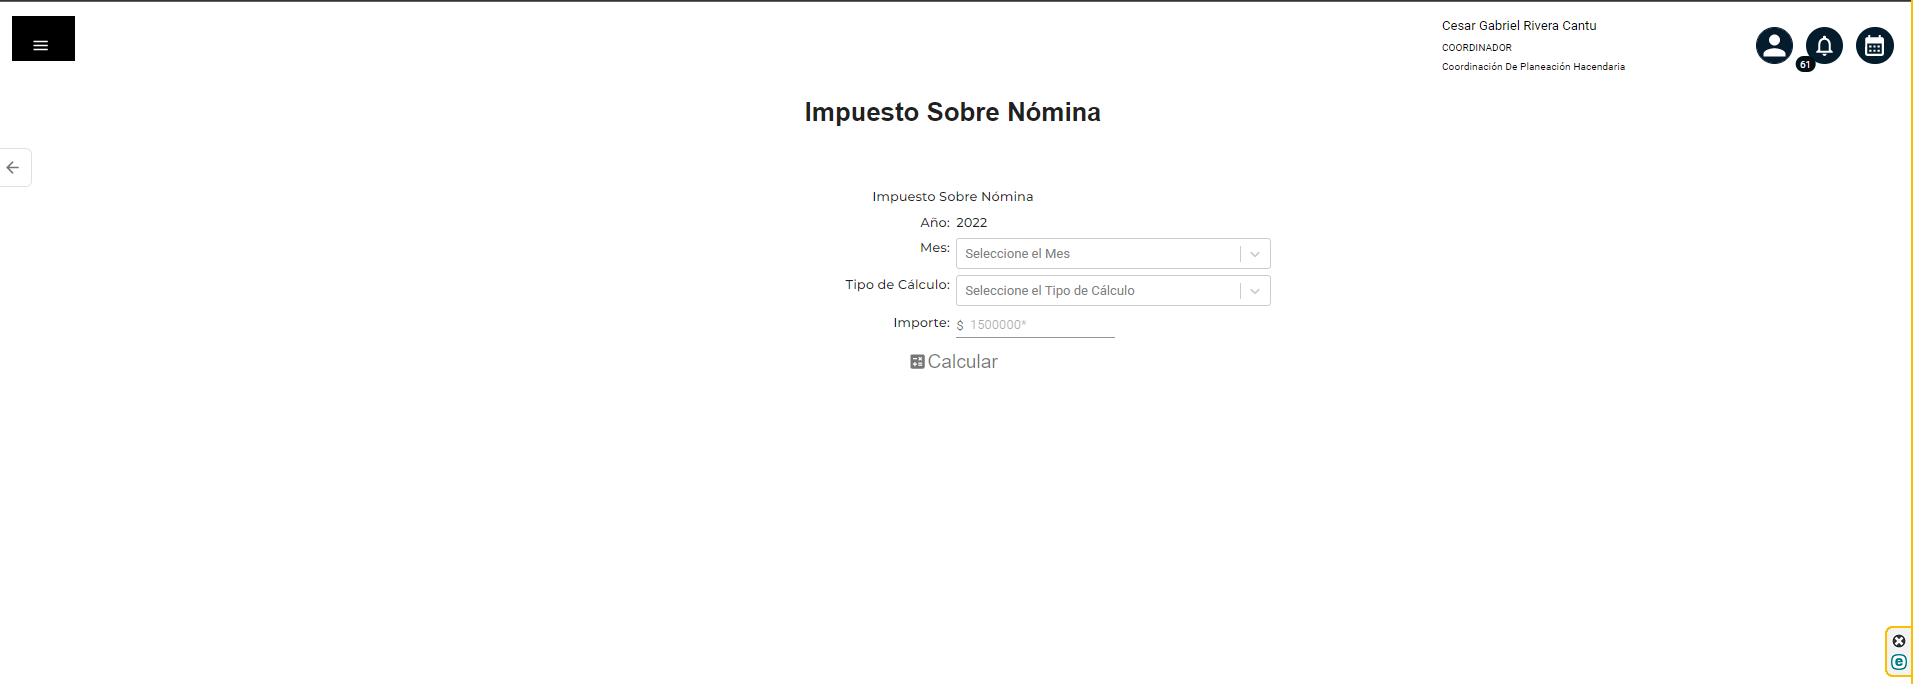 Cesar Gabriel Rivera Cantu
COORDINADOR
Coordinación De Planeación Hacendaria
61
Impuesto Sobre Nómina
Impuesto Sobre Nómina
Año: 2022
Mes: Seleccione el Mes
Tipo de Cálculo: Seleccione el Tipo de Cálculo
Importe: $ 1500000*
Calcular
e